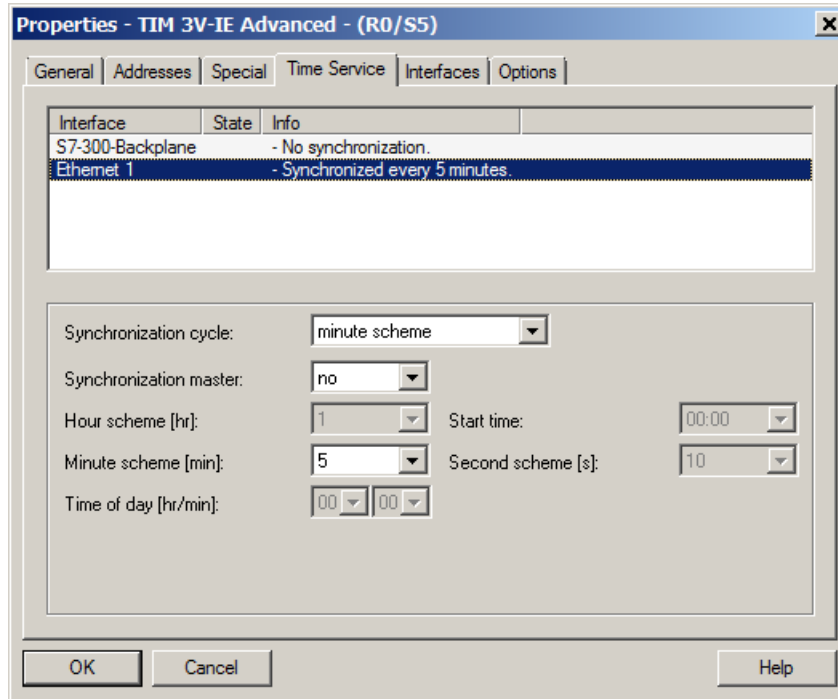 Properties - TIM 3V-IE Advanced - (R0/S5)
General Addresses Special Time Service Interfaces Options
Interface State Info
S7-300-Backplane - No synchronization.
Ethernet 1 - Synchronized every 5 minutes.
Synchronization cycle: minute scheme
Synchronization master: no
Hour scheme [hr]: 1 Start time: 00:00
Minute scheme [min]: 5 Second scheme [s]: 10
Time of day [hr/min]: 00 00
OK Cancel Help